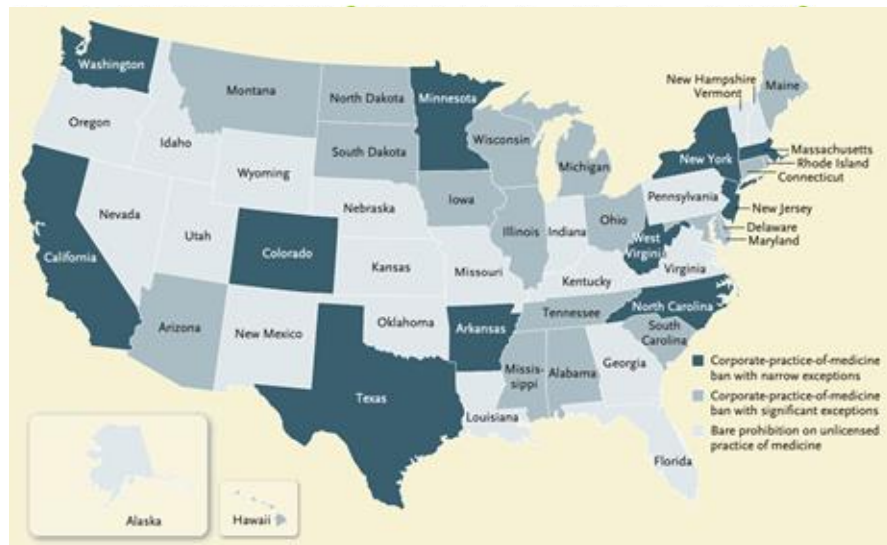 Washington
Montana
North Dakota
Minnesota
New Hampshire
Vermont
Maine
Oregon
Idaho
South Dakota
Wisconsin
Michigan
Massachusetts
Rhode Island
Connecticut
New York
Wyoming
Iowa
Pennsylvania
New Jersey
Nebraska
Nevada
Utah
Illinois
Indiana
Ohio
Delaware
Maryland
California
Colorado
Kansas
Missouri
West
Virginia
Virginia
Kentucky
Arizona
New Mexico
Oklahoma
Arkansas
Tennessee
North Carolina
South
Carolina
Texas
Missis-
sippi
Alabama
Georgia
Louisiana
Florida
Corporate-practice-of-medicine
ban with narrow exceptions
Corporate-practice-of-medicine
ban with significant exceptions
Bare prohibition on unlicensed
practice of medicine
Alaska
Hawaii